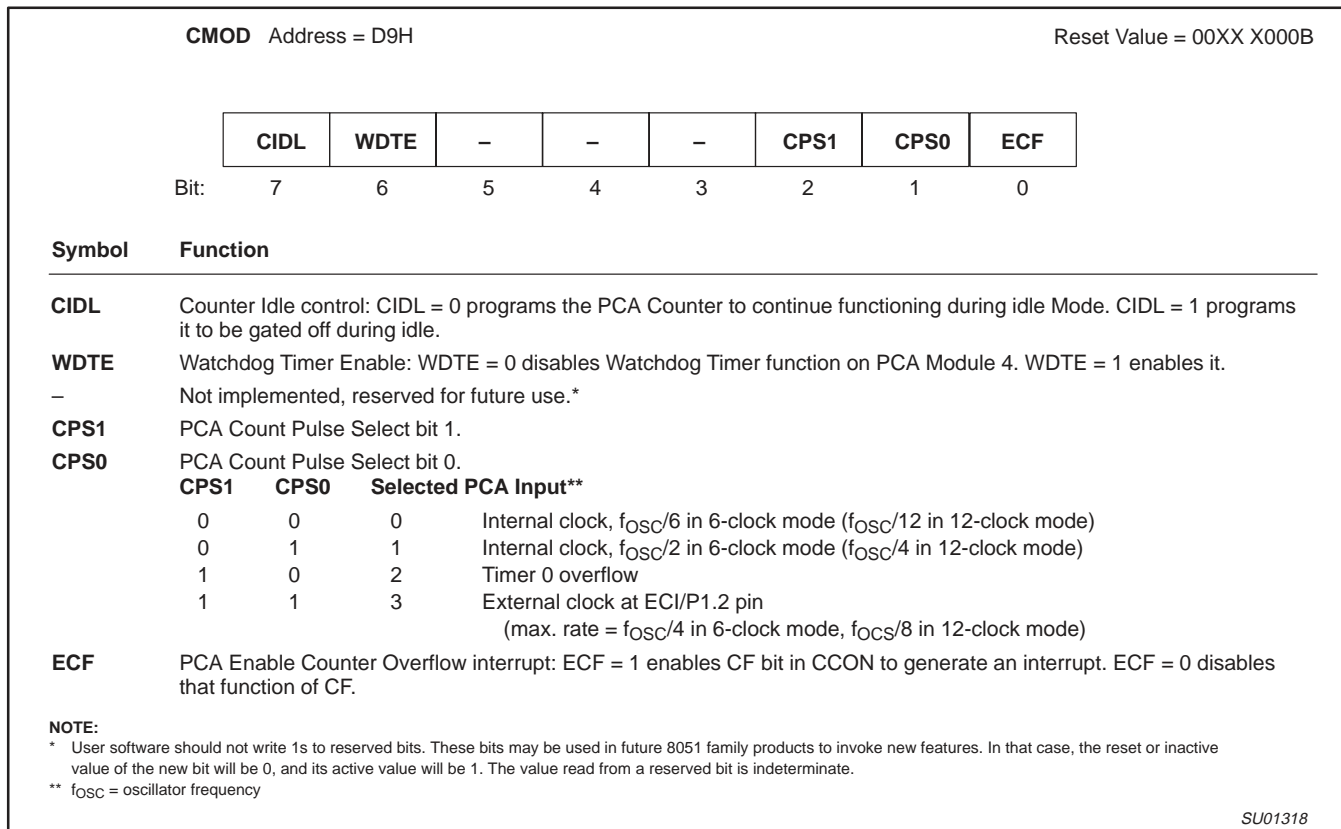 CMOD Address = D9H Reset Value = 00XX X000B
CIDL WDTE – – – CPS1 CPS0 ECF
Bit: 7 6 5 4 3 2 1 0
Symbol Function
CIDL Counter Idle control: CIDL = 0 programs the PCA Counter to continue functioning during idle Mode. CIDL = 1 programs
it to be gated off during idle.
WDTE Watchdog Timer Enable: WDTE = 0 disables Watchdog Timer function on PCA Module 4. WDTE = 1 enables it.
– Not implemented, reserved for future use.*
CPS1 PCA Count Pulse Select bit 1.
CPS0 PCA Count Pulse Select bit 0.
CPS1 CPS0 Selected PCA Input**
0 0 0 Internal clock, fOSC/6 in 6-clock mode (fOSC/12 in 12-clock mode)
0 1 1 Internal clock, fOSC/2 in 6-clock mode (fOSC/4 in 12-clock mode)
1 0 2 Timer 0 overflow
1 1 3 External clock at ECI/P1.2 pin
(max. rate = fOSC/4 in 6-clock mode, fOCS/8 in 12-clock mode)
ECF PCA Enable Counter Overflow interrupt: ECF = 1 enables CF bit in CCON to generate an interrupt. ECF = 0 disables
that function of CF.
NOTE:
* User software should not write 1s to reserved bits. These bits may be used in future 8051 family products to invoke new features. In that case, the reset or inactive
value of the new bit will be 0, and its active value will be 1. The value read from a reserved bit is indeterminate.
** fOSC = oscillator frequency
SU01318